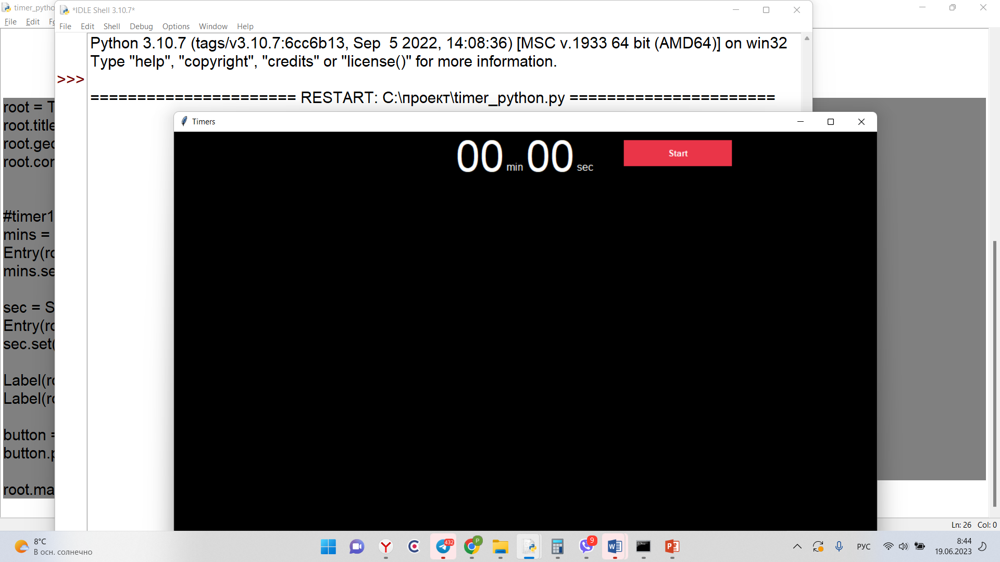 timer_pytho
*IDLE Shell 3.10.7*
File Edit Fo
File Edit Shell Debug Options Window Help
Python 3.10.7 (tags/v3.10.7:6cc6b13, Sep  5 2022, 14:08:36) [MSC v.1933 64 bit (AMD64)] on win32
Type "help", "copyright", "credits" or "license()" for more information.
>>>
====================== RESTART: C:\проект\timer_python.py ======================
Timers
00 min 00 sec
Start
root = T
root.title
root.geo
root.cor
#timer1
mins =
Entry(ro
mins.se
sec = S
Entry(ro
sec.set(
Label(ro
Label(ro
button =
button.p
root.ma
Ln: 26 Col: 0
8°C
В осн. солнечно
432
P
9
РУС
8:44
19.06.2023